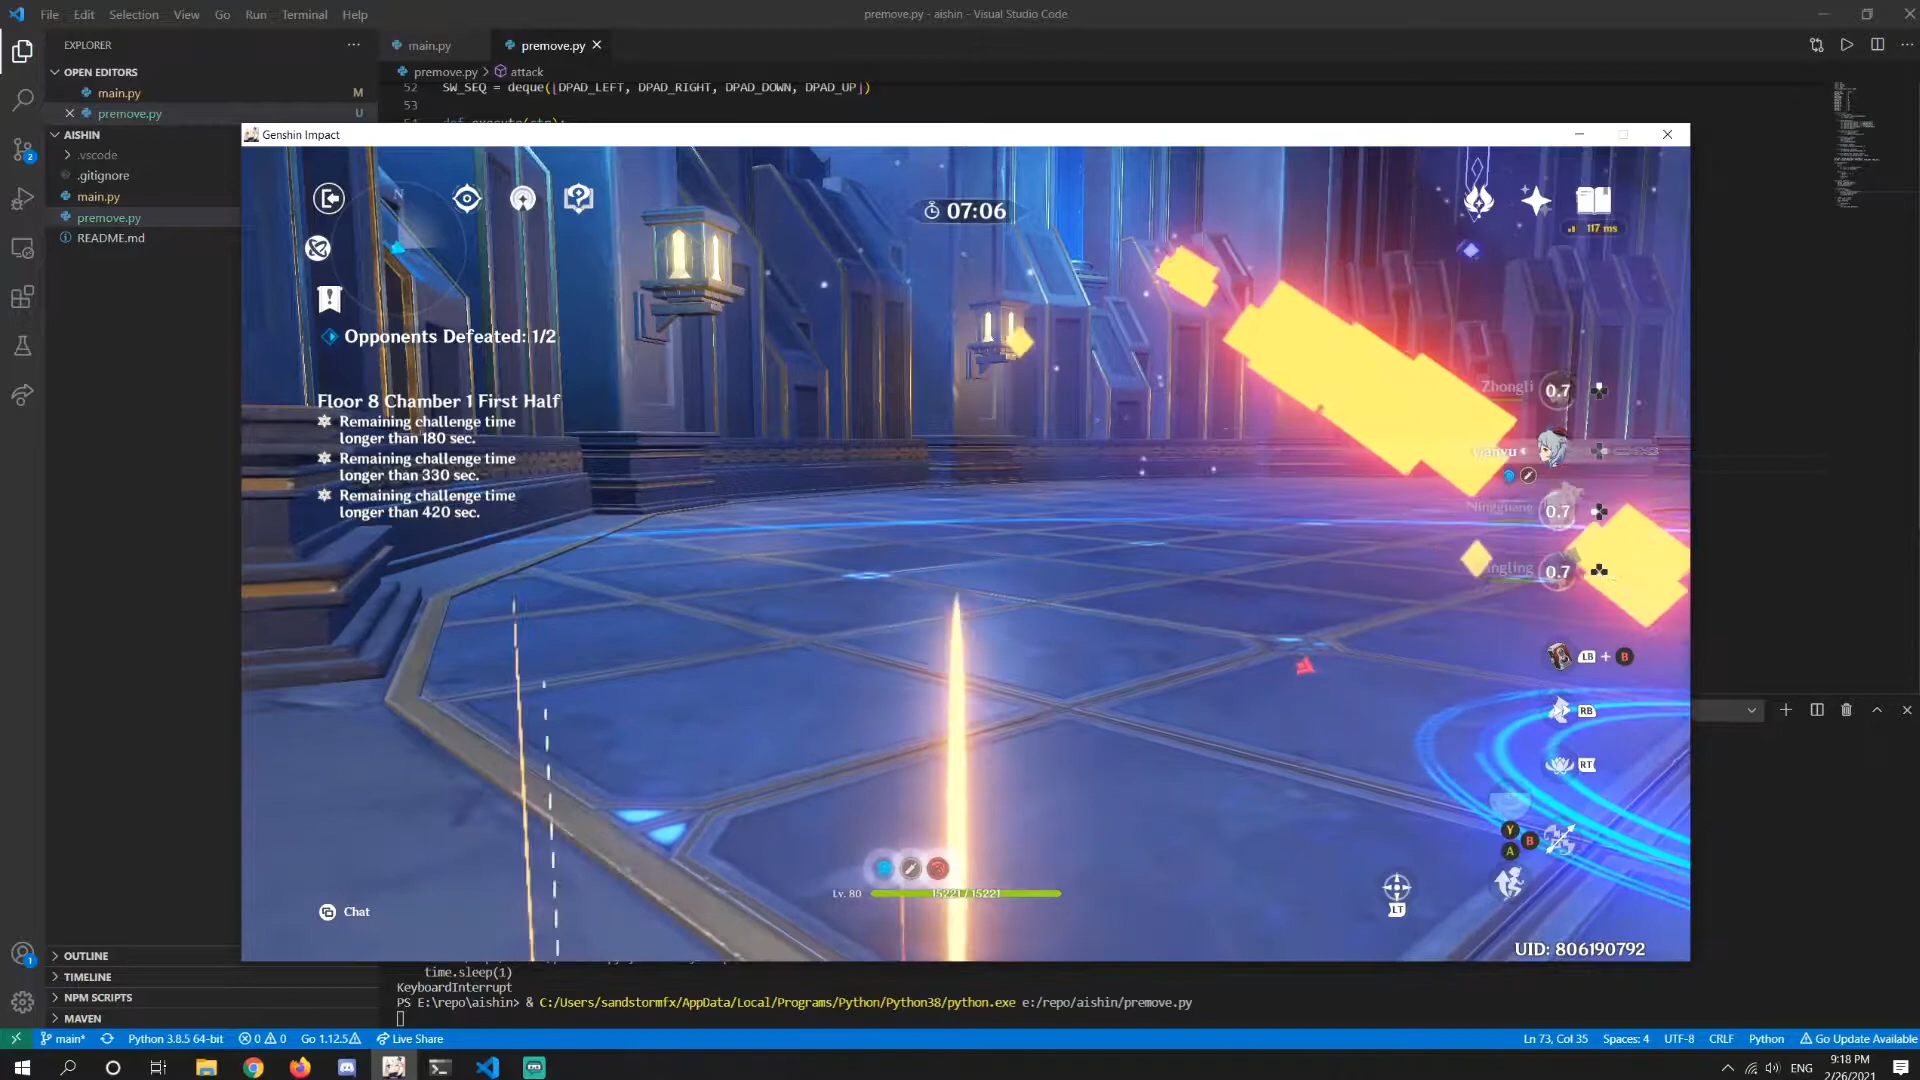 File Edit Selection View Go Run Terminal Help
premove.py - aishin - Visual Studio Code
EXPLORER
OPEN EDITORS
main.py M
premove.py U
AISHIN
.vscode
.gitignore
main.py
premove.py
README.md
OUTLINE
TIMELINE
NPM SCRIPTS
MAVEN
main.py
premove.py
premove.py > attack
52 SW_SEQ = deque([DPAD_LEFT, DPAD_RIGHT, DPAD_DOWN, DPAD_UP])
53
Genshin Impact
N
07:06
117 ms
Opponents Defeated: 1/2
Floor 8 Chamber 1 First Half
Remaining challenge time
longer than 180 sec.
Remaining challenge time
longer than 330 sec.
Remaining challenge time
longer than 420 sec.
Zhongli 0.7
Ningguang 0.7
0.7
LB + B
RB
RT
Y
B
A
LT
Chat
Lv. 80
15221 / 15221
UID: 806190792
time.sleep(1)
KeyboardInterrupt
PS E:\repo\aishin> & C:/Users/sandstormfx/AppData/Local/Programs/Python/Python38/python.exe e:/repo/aishin/premove.py
main* Python 3.8.5 64-bit 0 0 Go 1.12.5 Live Share
Ln 73, Col 35 Spaces: 4 UTF-8 CRLF Python Go Update Available
ENG
9:18 PM
2/26/2021